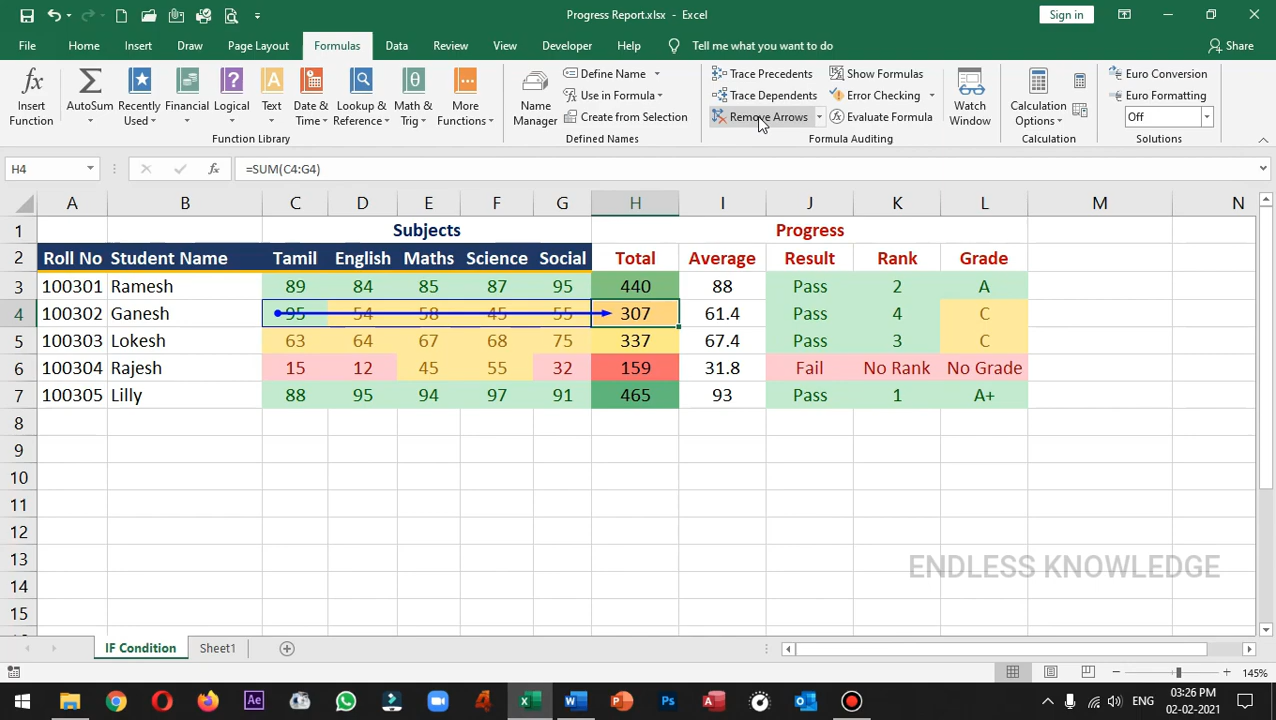 Progress Report.xlsx - Excel
Sign in
File Home Insert Draw Page Layout Formulas Data Review View Developer Help Tell me what you want to do Share
Insert Function
AutoSum
Recently Used
Financial
Logical
Text
Date & Time
Lookup & Reference
Math & Trig
More Functions
Function Library
Name Manager
Define Name
Use in Formula
Create from Selection
Defined Names
Trace Precedents
Trace Dependents
Remove Arrows
Show Formulas
Error Checking
Evaluate Formula
Formula Auditing
Watch Window
Calculation Options
Calculation
Euro Conversion
Euro Formatting
Off
Solutions
H4 fx =SUM(C4:G4)
A B C D E F G H I J K L M N
1 Subjects Progress
2 Roll No Student Name Tamil English Maths Science Social Total Average Result Rank Grade
3 100301 Ramesh 89 84 85 87 95 440 88 Pass 2 A
4 100302 Ganesh 95 54 58 45 55 307 61.4 Pass 4 C
5 100303 Lokesh 63 64 67 68 75 337 67.4 Pass 3 C
6 100304 Rajesh 15 12 45 55 32 159 31.8 Fail No Rank No Grade
7 100305 Lilly 88 95 94 97 91 465 93 Pass 1 A+
8
9
10
11
12
13
14
15
ENDLESS KNOWLEDGE
IF Condition Sheet1
145%
ENG 03:26 PM
02-02-2021